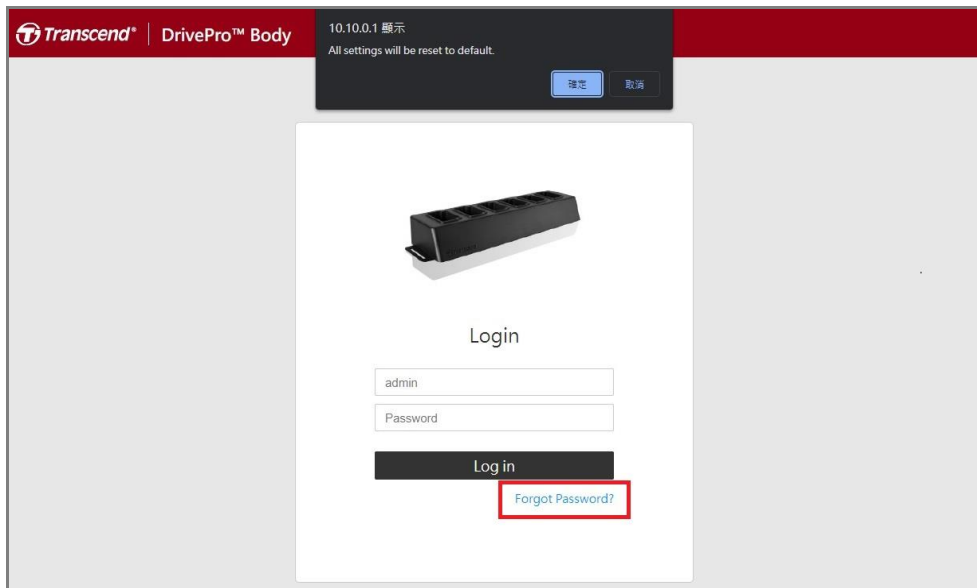 Transcend® DrivePro™ Body
10.10.0.1 顯示
All settings will be reset to default.
確定 取消
Login
admin
Password
Log in
Forgot Password?